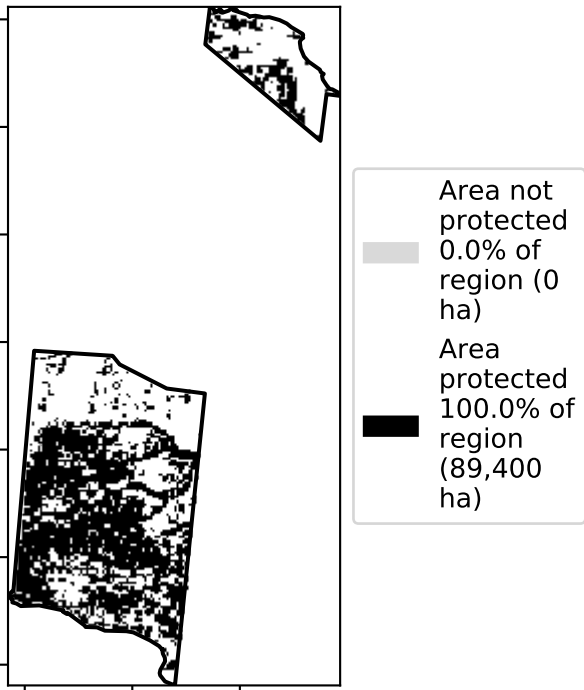 Area not
protected
0.0% of
region (0
ha)
Area
protected
100.0% of
region
(89,400
ha)